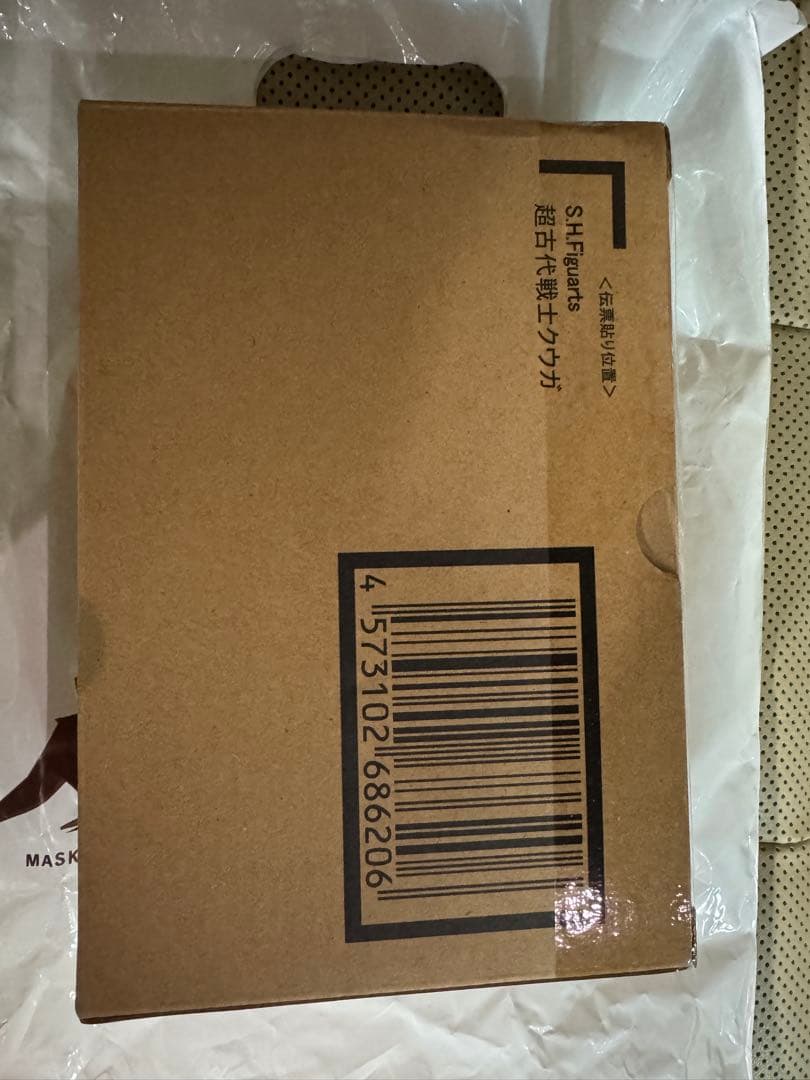 <伝票貼り位置>
S.H.Figuarts
超古代戦士クウガ
4 573102 686206
MASK